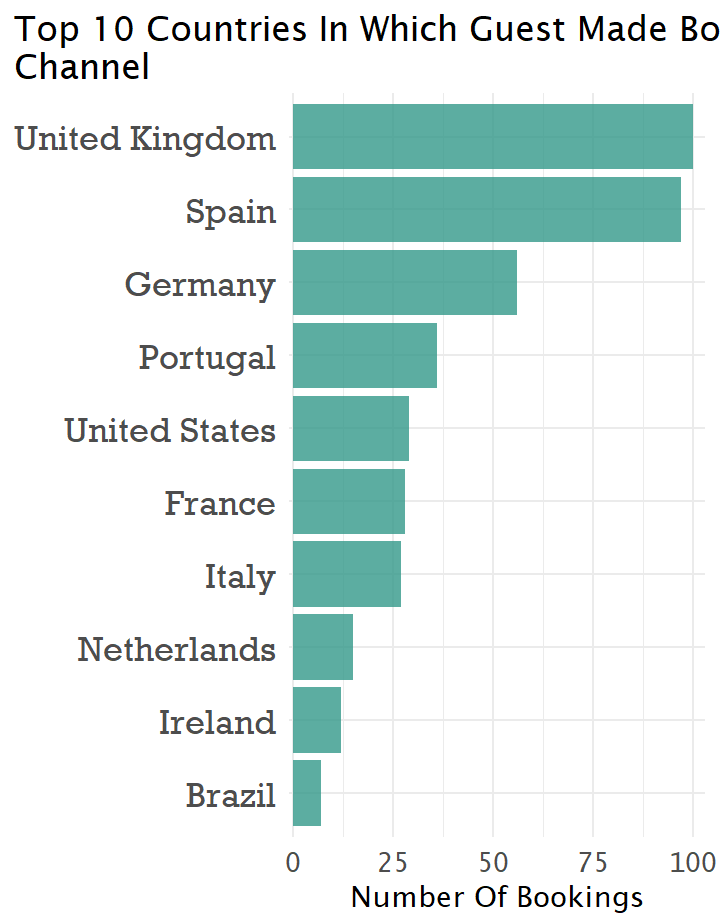 Top 10 Countries In Which Guest Made Bo
Channel
United Kingdom
Spain
Germany
Portugal
United States
France
Italy
Netherlands
Ireland
Brazil
0 25 50 75 100
Number Of Bookings